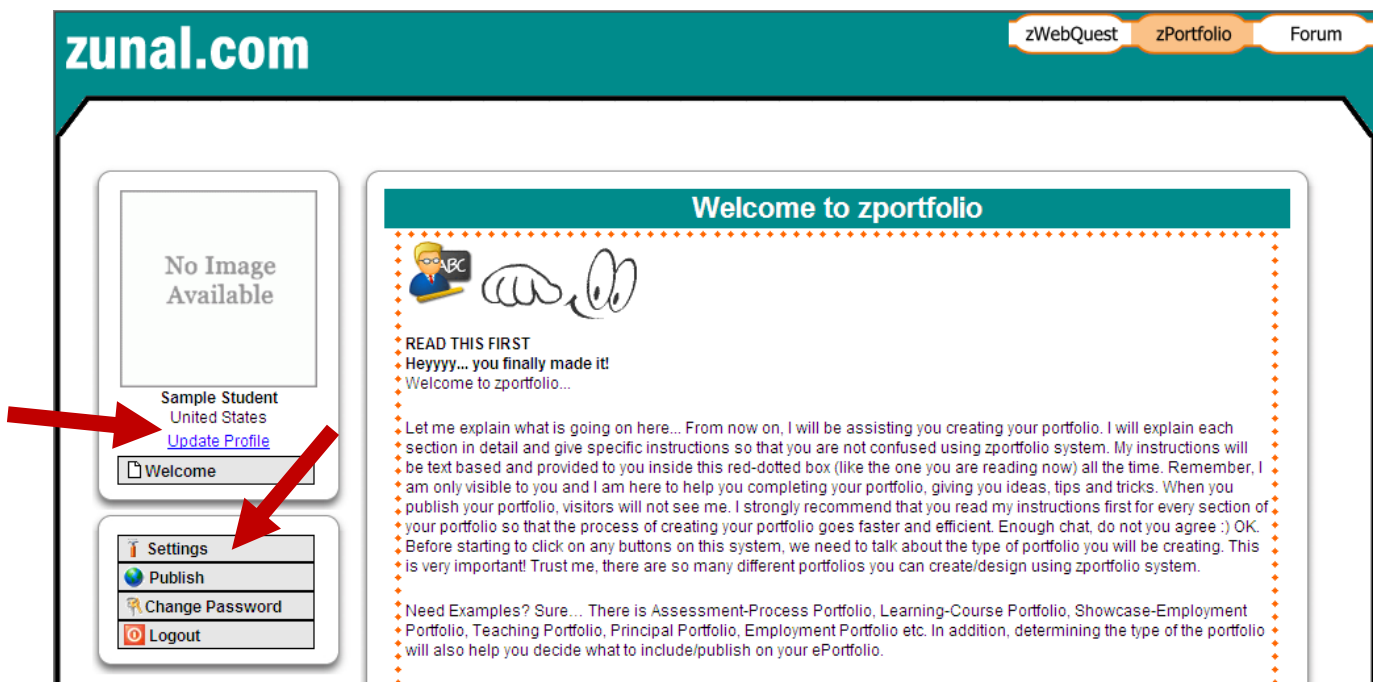 zunal.com
zWebQuest
zPortfolio
Forum
No Image
Available
Sample Student
United States
Update Profile
Welcome
Settings
Publish
Change Password
Logout
Welcome to zportfolio
ABC
READ THIS FIRST
Heyyyy... you finally made it!
Welcome to zportfolio...
Let me explain what is going on here... From now on, I will be assisting you creating your portfolio. I will explain each
section in detail and give specific instructions so that you are not confused using zportfolio system. My instructions will
be text based and provided to you inside this red-dotted box (like the one you are reading now) all the time. Remember, I
am only visible to you and I am here to help you completing your portfolio, giving you ideas, tips and tricks. When you
publish your portfolio, visitors will not see me. I strongly recommend that you read my instructions first for every section of
your portfolio so that the process of creating your portfolio goes faster and efficient. Enough chat, do not you agree :) OK.
Before starting to click on any buttons on this system, we need to talk about the type of portfolio you will be creating. This
is very important! Trust me, there are so many different portfolios you can create/design using zportfolio system.
Need Examples? Sure... There is Assessment-Process Portfolio, Learning-Course Portfolio, Showcase-Employment
Portfolio, Teaching Portfolio, Principal Portfolio, Employment Portfolio etc. In addition, determining the type of the portfolio
will also help you decide what to include/publish on your ePortfolio.